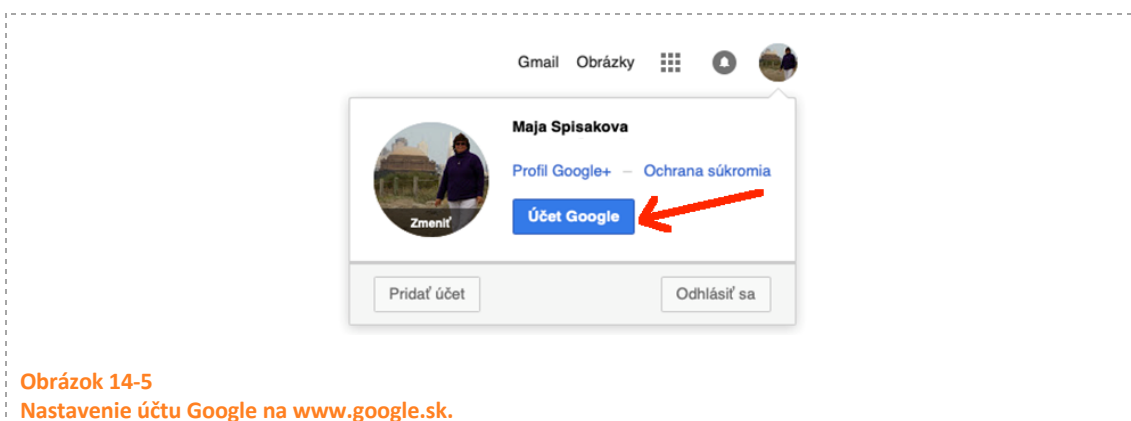 Gmail Obrázky
Maja Spisakova
Profil Google+ – Ochrana súkromia
Zmeniť
Účet Google
Pridať účet
Odhlásiť sa
Obrázok 14-5
Nastavenie účtu Google na www.google.sk.